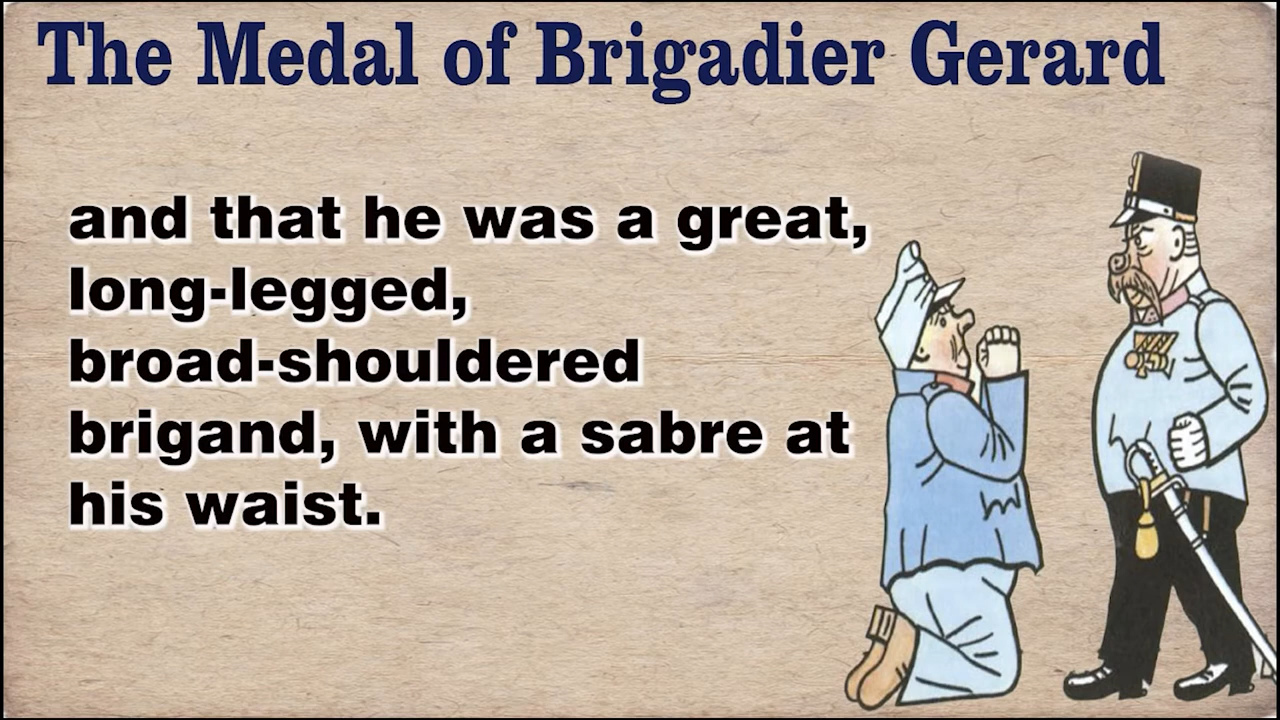 The Medal of Brigadier Gerard
and that he was a great,
long-legged,
broad-shouldered
brigand, with a sabre at
his waist.